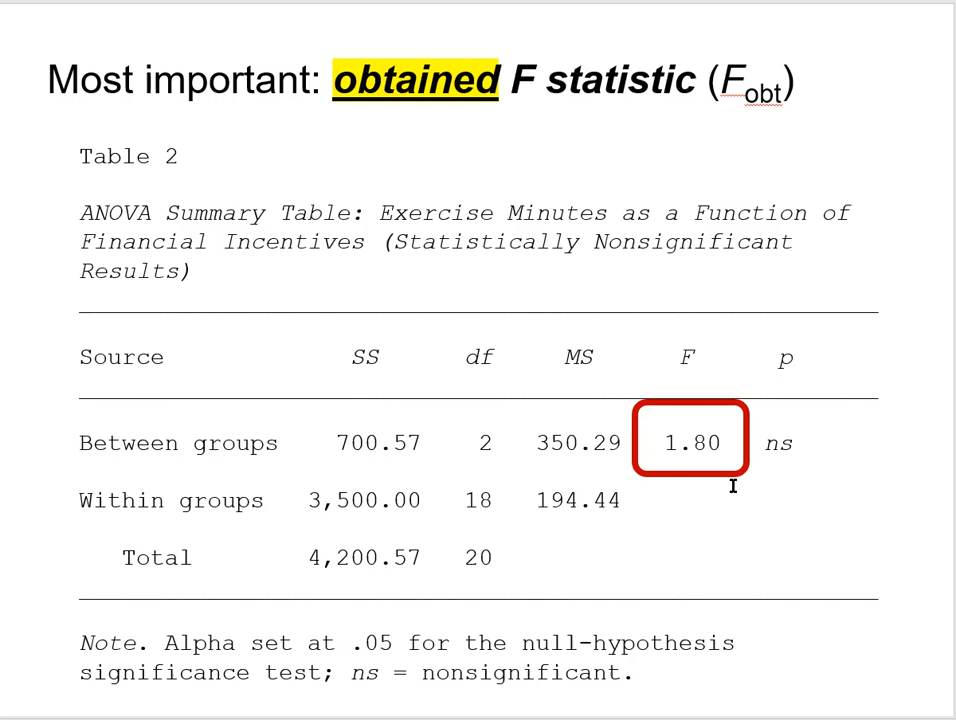 Most important: obtained F statistic (Fobt)
Table 2
ANOVA Summary Table: Exercise Minutes as a Function of
Financial Incentives (Statistically Nonsignificant
Results)
Source SS df MS F p
Between groups 700.57 2 350.29 1.80 ns
Within groups 3,500.00 18 194.44
Total 4,200.57 20
Note. Alpha set at .05 for the null-hypothesis
significance test; ns = nonsignificant.